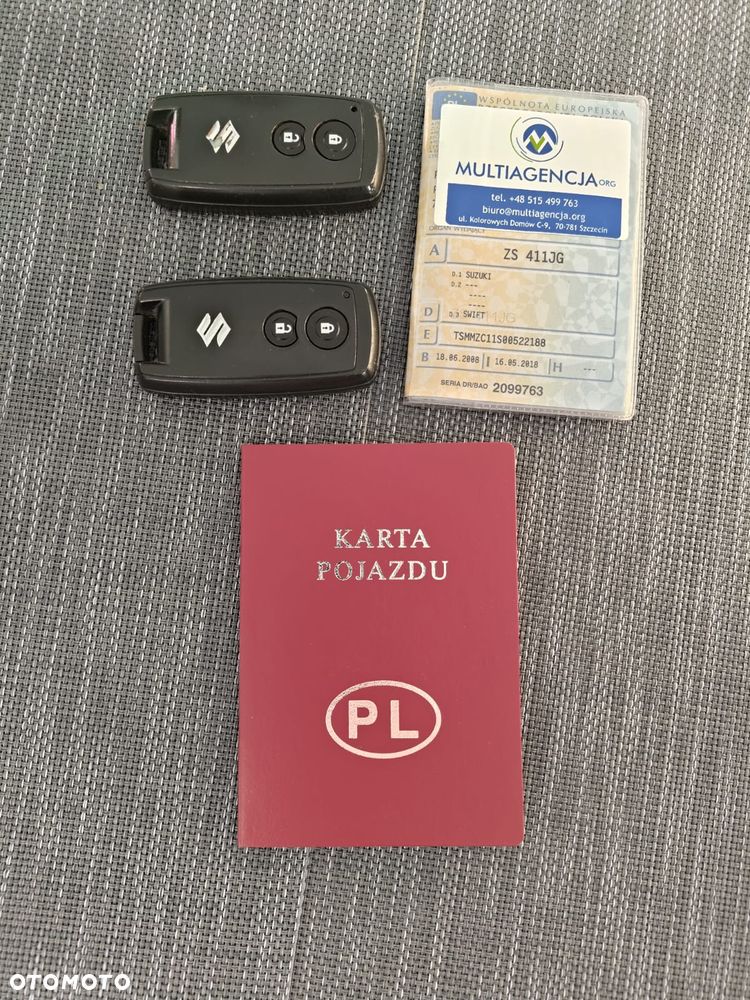 WSPÓLNOTA EUROPEJSKA
MULTIAGENCJA.ORG
tel. +48 515 499 763
biuro@multiagencja.org
ul. Kolorowych Domów C-9, 70-781 Szczecin
ORGAN WYDAJĄCY
A ZS 411JG
D.1 SUZUKI
D.2 ---
----
----
D D.3 SWIFT
E TSMMZC11S00522188
B 18.06.2008 I 16.05.2018 H ---
SERIA DR/BAO 2099763
KARTA
POJAZDU
PL
OTOMOTO